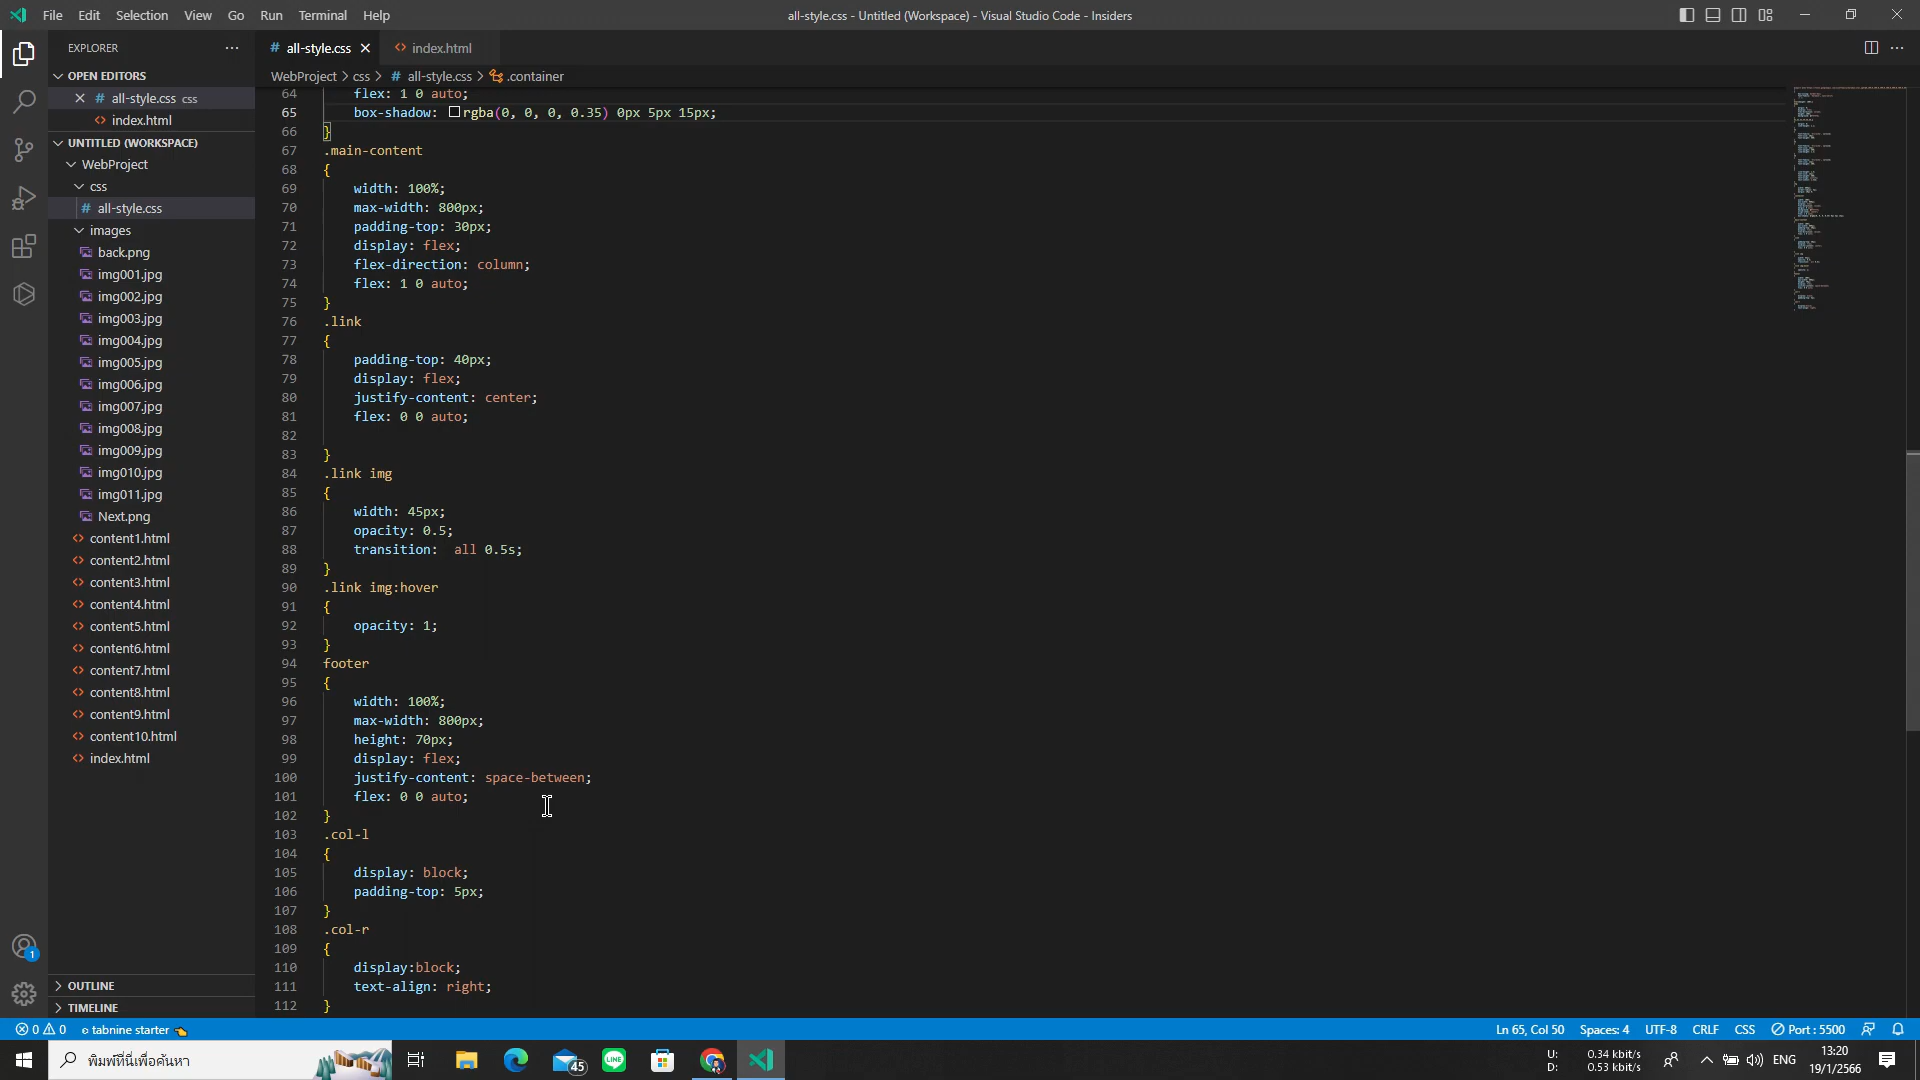 File Edit Selection View Go Run Terminal Help
all-style.css - Untitled (Workspace) - Visual Studio Code - Insiders
EXPLORER
OPEN EDITORS
# all-style.css css
<> index.html
UNTITLED (WORKSPACE)
WebProject
css
# all-style.css
images
back.png
img001.jpg
img002.jpg
img003.jpg
img004.jpg
img005.jpg
img006.jpg
img007.jpg
img008.jpg
img009.jpg
img010.jpg
img011.jpg
Next.png
<> content1.html
<> content2.html
<> content3.html
<> content4.html
<> content5.html
<> content6.html
<> content7.html
<> content8.html
<> content9.html
<> content10.html
<> index.html
OUTLINE
TIMELINE
# all-style.css
<> index.html
WebProject > css > # all-style.css > .container
64 flex: 1 0 auto;
65 box-shadow: rgba(0, 0, 0, 0.35) 0px 5px 15px;
66 }
67 .main-content
68 {
69 width: 100%;
70 max-width: 800px;
71 padding-top: 30px;
72 display: flex;
73 flex-direction: column;
74 flex: 1 0 auto;
75 }
76 .link
77 {
78 padding-top: 40px;
79 display: flex;
80 justify-content: center;
81 flex: 0 0 auto;
82
83 }
84 .link img
85 {
86 width: 45px;
87 opacity: 0.5;
88 transition:  all 0.5s;
89 }
90 .link img:hover
91 {
92 opacity: 1;
93 }
94 footer
95 {
96 width: 100%;
97 max-width: 800px;
98 height: 70px;
99 display: flex;
100 justify-content: space-between;
101 flex: 0 0 auto;
102 }
103 .col-l
104 {
105 display: block;
106 padding-top: 5px;
107 }
108 .col-r
109 {
110 display:block;
111 text-align: right;
112 }
1
0 0 tabnine starter
Ln 65, Col 50 Spaces: 4 UTF-8 CRLF CSS Port : 5500
พิมพ์ที่นี่เพื่อค้นหา
45
LINE
U: 0.34 kbit/s
D: 0.53 kbit/s
ENG
13:20
19/1/2566